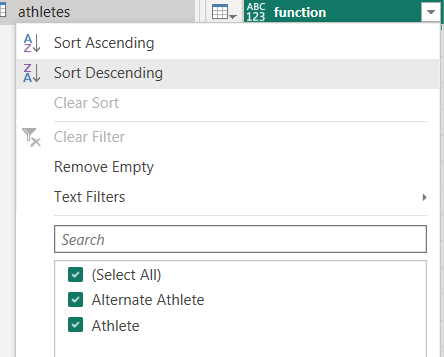 athletes
ABC
123 function
A
Z Sort Ascending
Z
A Sort Descending
Clear Sort
Clear Filter
Remove Empty
Text Filters
Search
(Select All)
Alternate Athlete
Athlete